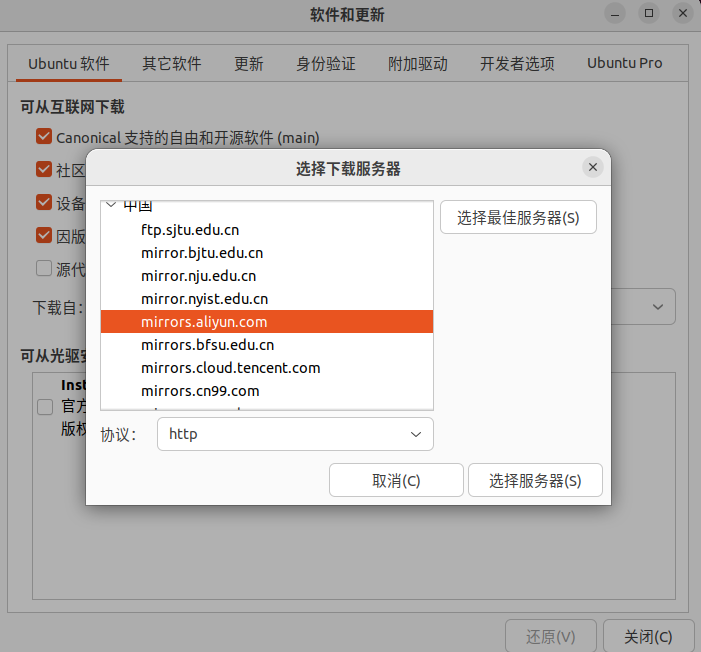 软件和更新
Ubuntu 软件 其它软件 更新 身份验证 附加驱动 开发者选项 Ubuntu Pro
可从互联网下载
Canonical 支持的自由和开源软件 (main)
社区
设备
因版
源代
下载自：
可从光驱安
Inst
官方
版权
选择下载服务器
中国
ftp.sjtu.edu.cn
mirror.bjtu.edu.cn
mirror.nju.edu.cn
mirror.nyist.edu.cn
mirrors.aliyun.com
mirrors.bfsu.edu.cn
mirrors.cloud.tencent.com
mirrors.cn99.com
选择最佳服务器(S)
协议： http
取消(C) 选择服务器(S)
还原(V) 关闭(C)